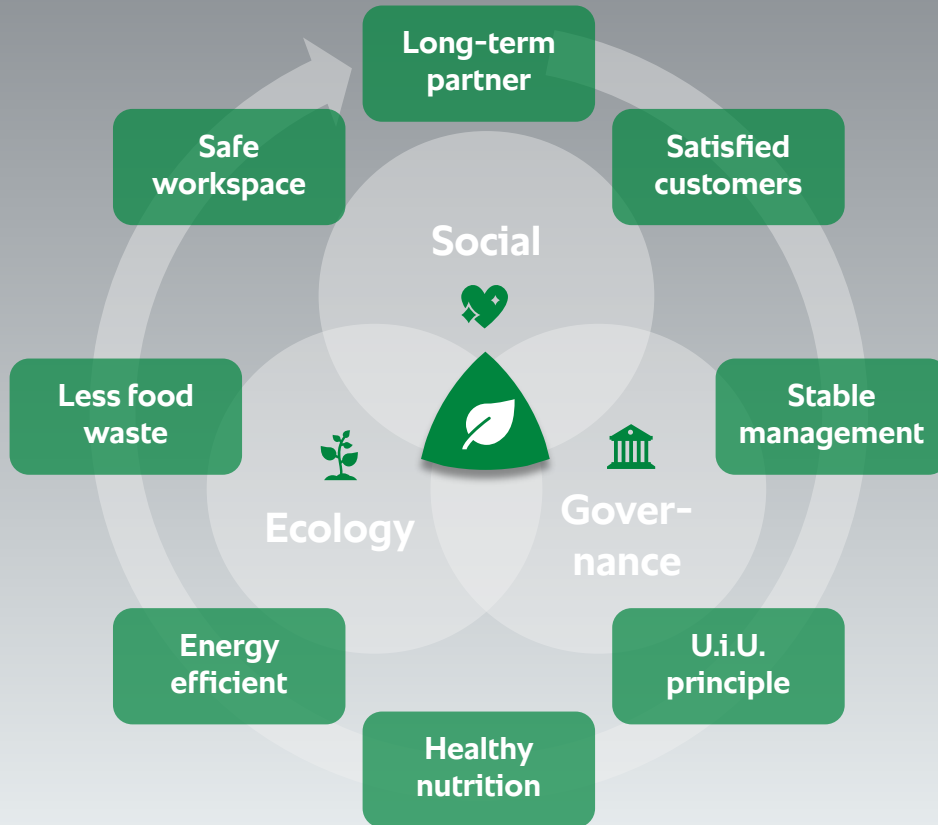 Long-term
partner
Safe
workspace
Satisfied
customers
Social
Less food
waste
Stable
management
Ecology
Gover-
nance
Energy
efficient
U.i.U.
principle
Healthy
nutrition